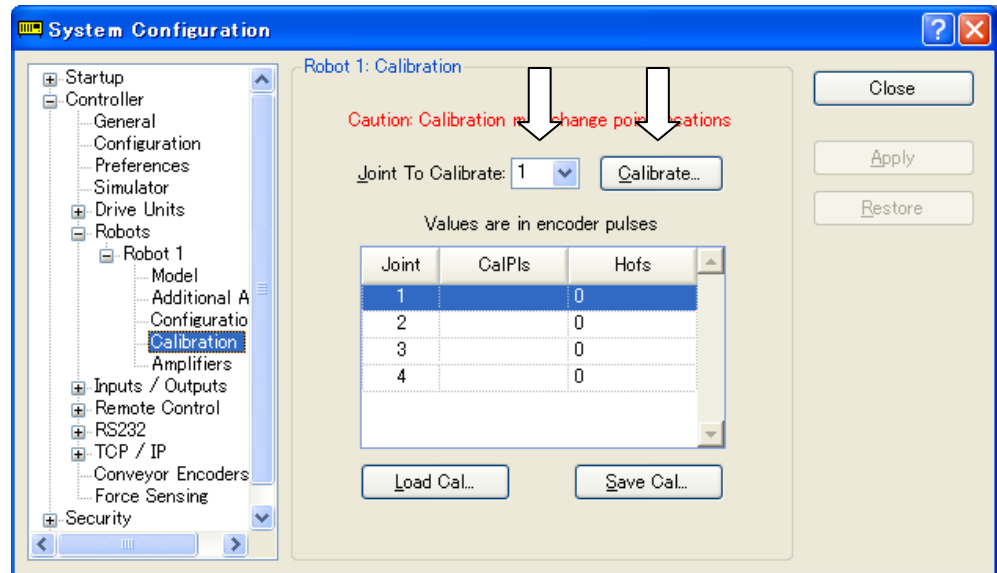 System Configuration
Startup
Controller
General
Configuration
Preferences
Simulator
Drive Units
Robots
Robot 1
Model
Additional A
Configuratio
Calibration
Amplifiers
Inputs / Outputs
Remote Control
RS232
TCP / IP
Conveyor Encoders
Force Sensing
Security
Robot 1: Calibration
Caution: Calibration change locations
Joint To Calibrate: 1 Calibrate...
Values are in encoder pulses
Joint CalPls Hofs
1 0
2 0
3 0
4 0
Load Cal... Save Cal...
Close
Apply
Restore